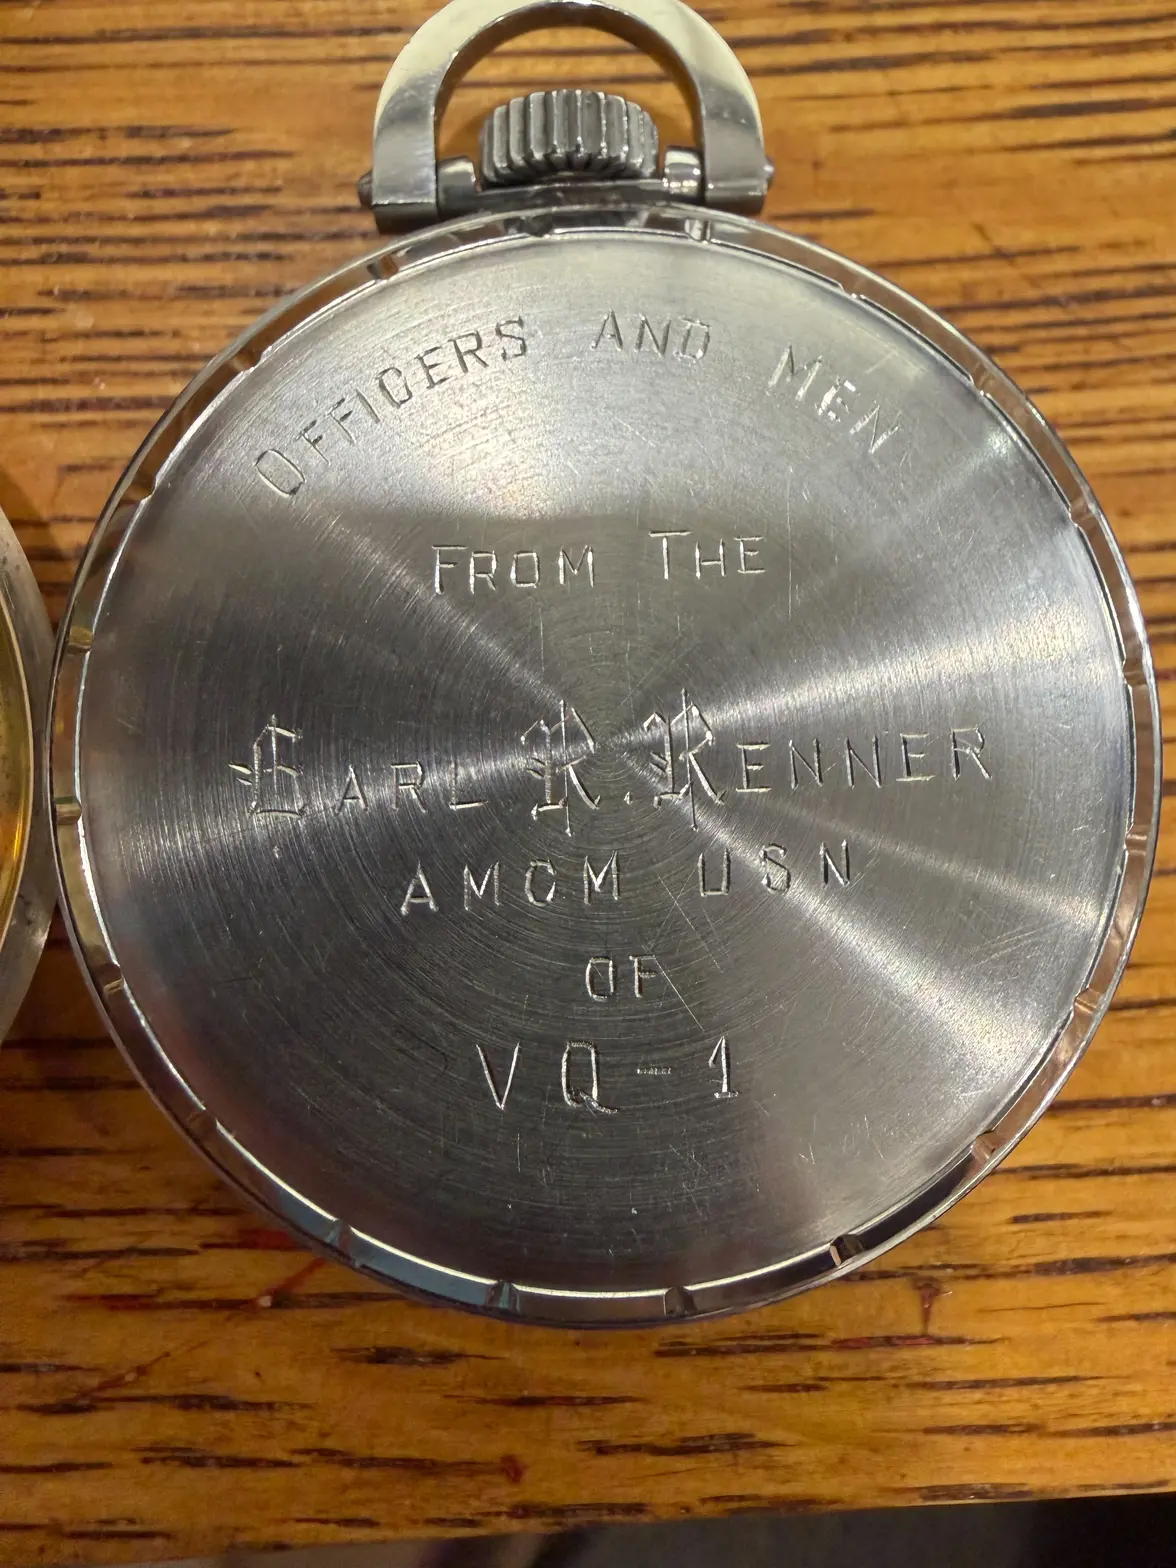 OFFICERS AND MEN
FROM THE
EARL R. RENNER
AMCM USN
OF
VQ-1